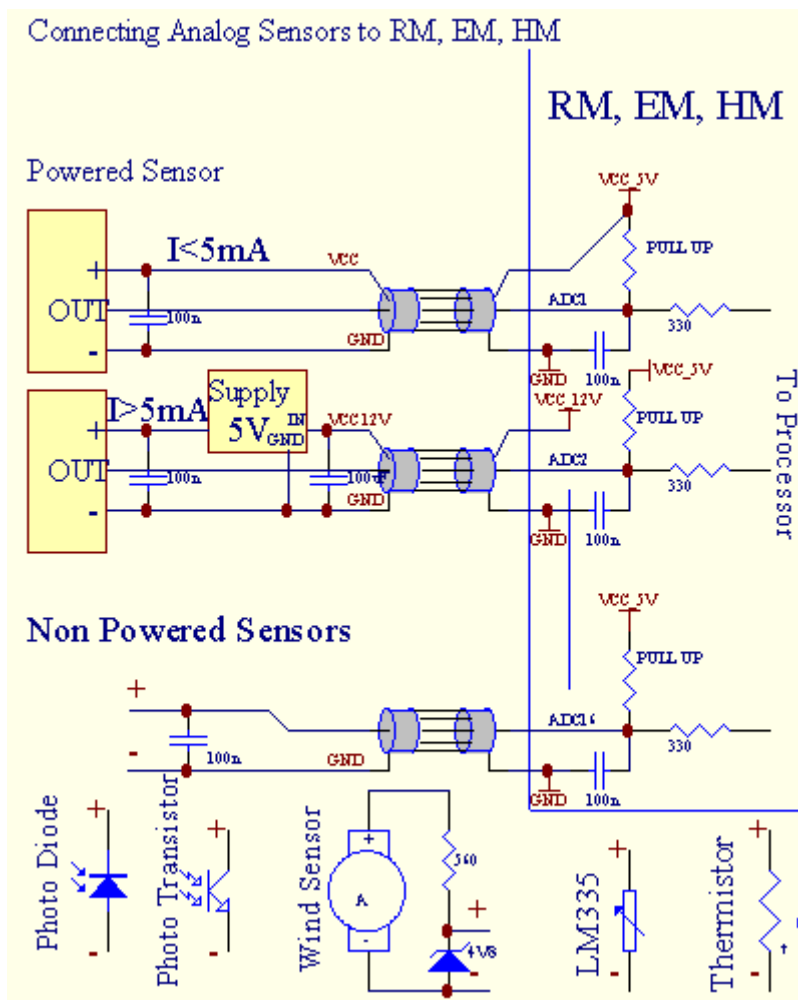 Connecting Analog Sensors to RM, EM, HM
RM, EM, HM
Powered Sensor
VCC_5V
I<5mA
VCC
PULL UP
+
OUT
-
100n
ADC1
330
GND
GND
100n
VCC_5V
I>5mA
Supply
5V
IN
GND
VCC12V
VCC_12V
PULL UP
+
OUT
-
100n
ADC2
330
GND
GND
100n
To Processor
Non Powered Sensors
VCC_5V
PULL UP
+
-
100n
ADC16
330
GND
GND
100n
Photo Diode
+
-
Photo Transistor
+
-
Wind Sensor
+
A
-
560
+
4V8
-
LM335
+
-
Thermistor
+
-
t